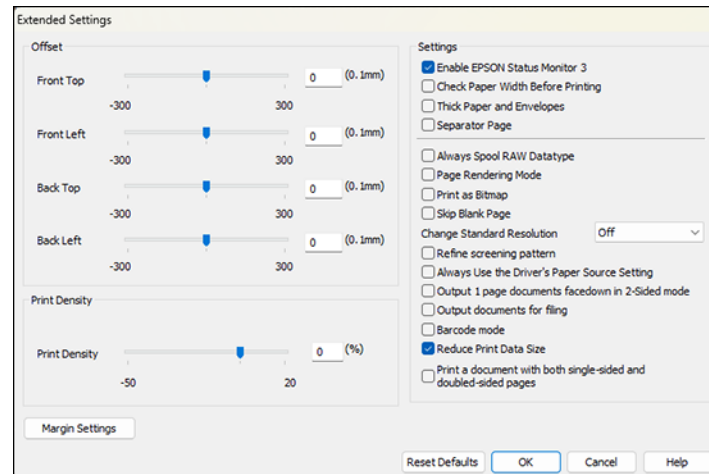 Extended Settings
Offset
Front Top
0
(0.1mm)
-300
300
Front Left
0
(0.1mm)
-300
300
Back Top
0
(0.1mm)
-300
300
Back Left
0
(0.1mm)
-300
300
Print Density
Print Density
0
(%)
-50
20
Margin Settings
Settings
Enable EPSON Status Monitor 3
Check Paper Width Before Printing
Thick Paper and Envelopes
Separator Page
Always Spool RAW Datatype
Page Rendering Mode
Print as Bitmap
Skip Blank Page
Change Standard Resolution
Off
Refine screening pattern
Always Use the Driver's Paper Source Setting
Output 1 page documents facedown in 2-Sided mode
Output documents for filing
Barcode mode
Reduce Print Data Size
Print a document with both single-sided and
doubled-sided pages
Reset Defaults
OK
Cancel
Help